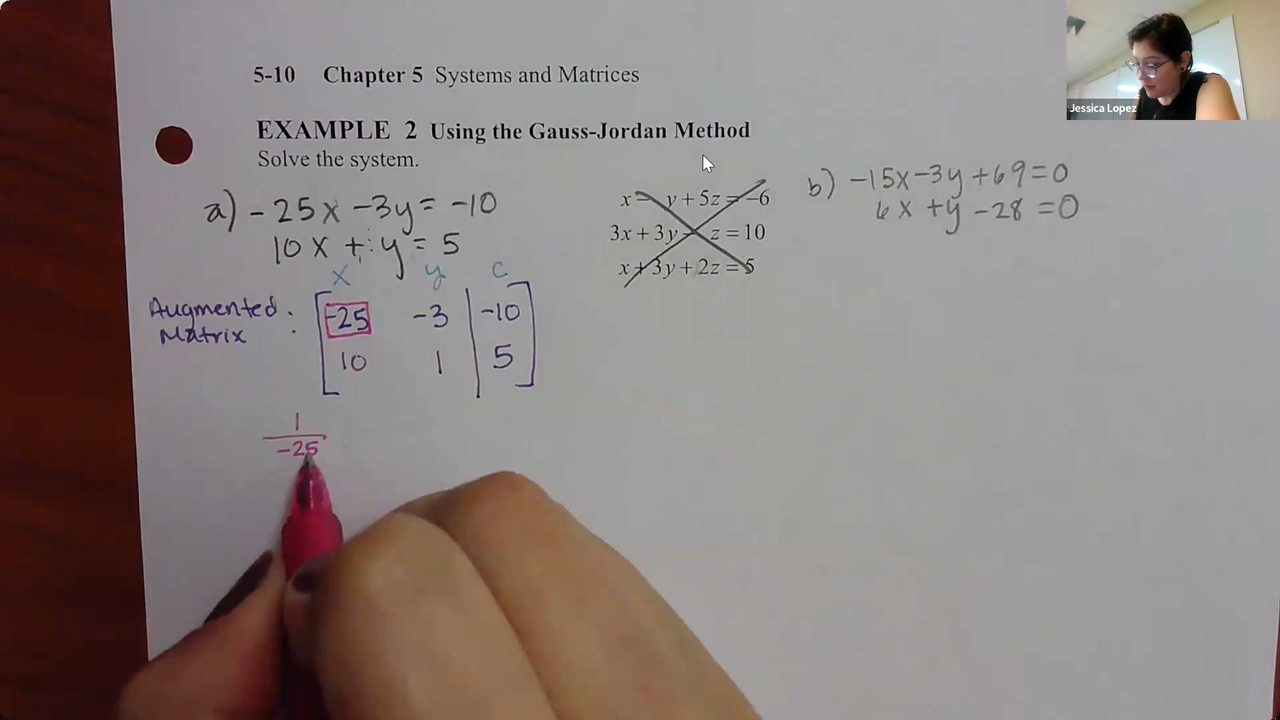 5-10 Chapter 5 Systems and Matrices
EXAMPLE 2 Using the Gauss-Jordan Method
Solve the system.
a) -25x -3y = -10
10x + y = 5
x - y + 5z = -6
3x + 3y - z = 10
x + 3y + 2z = 5
b) -15x -3y +69 = 0
6x + y - 28 = 0
x y c
Augmented Matrix :
-25 -3 | -10
10 1 | 5
1
-25
Jessica Lopez